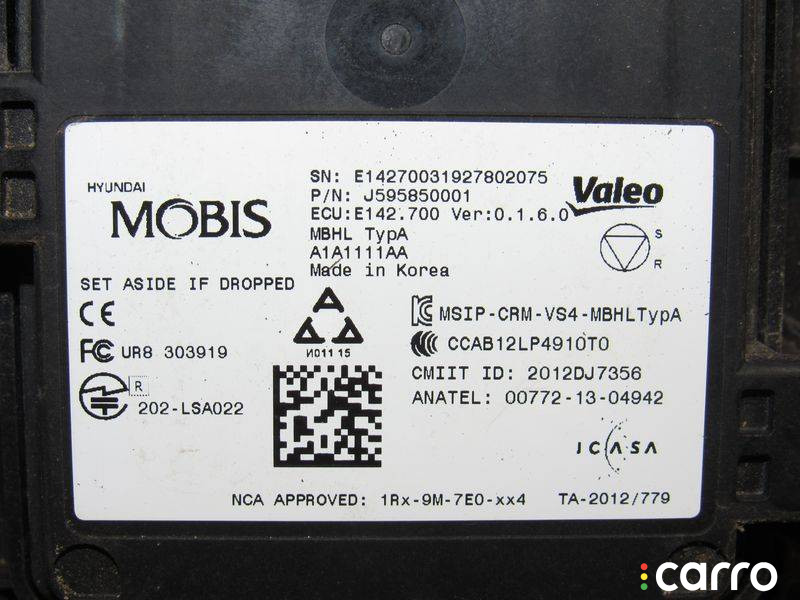 SN: E14270031927802075
P/N: J595850001
ECU:E142.700 Ver:0.1.6.0
MBHL TypA
A1A1111AA
Made in Korea
HYUNDAI
MOBIS
Valeo
S
R
SET ASIDE IF DROPPED
CE
FC UR8 303919
R
202-LSA022
A
И011 15
KC MSIP-CRM-VS4-MBHLTypA
CCAB12LP4910T0
CMIIT ID: 2012DJ7356
ANATEL: 00772-13-04942
ICASA
NCA APPROVED: 1Rx-9M-7E0-xx4
TA-2012/779
carro